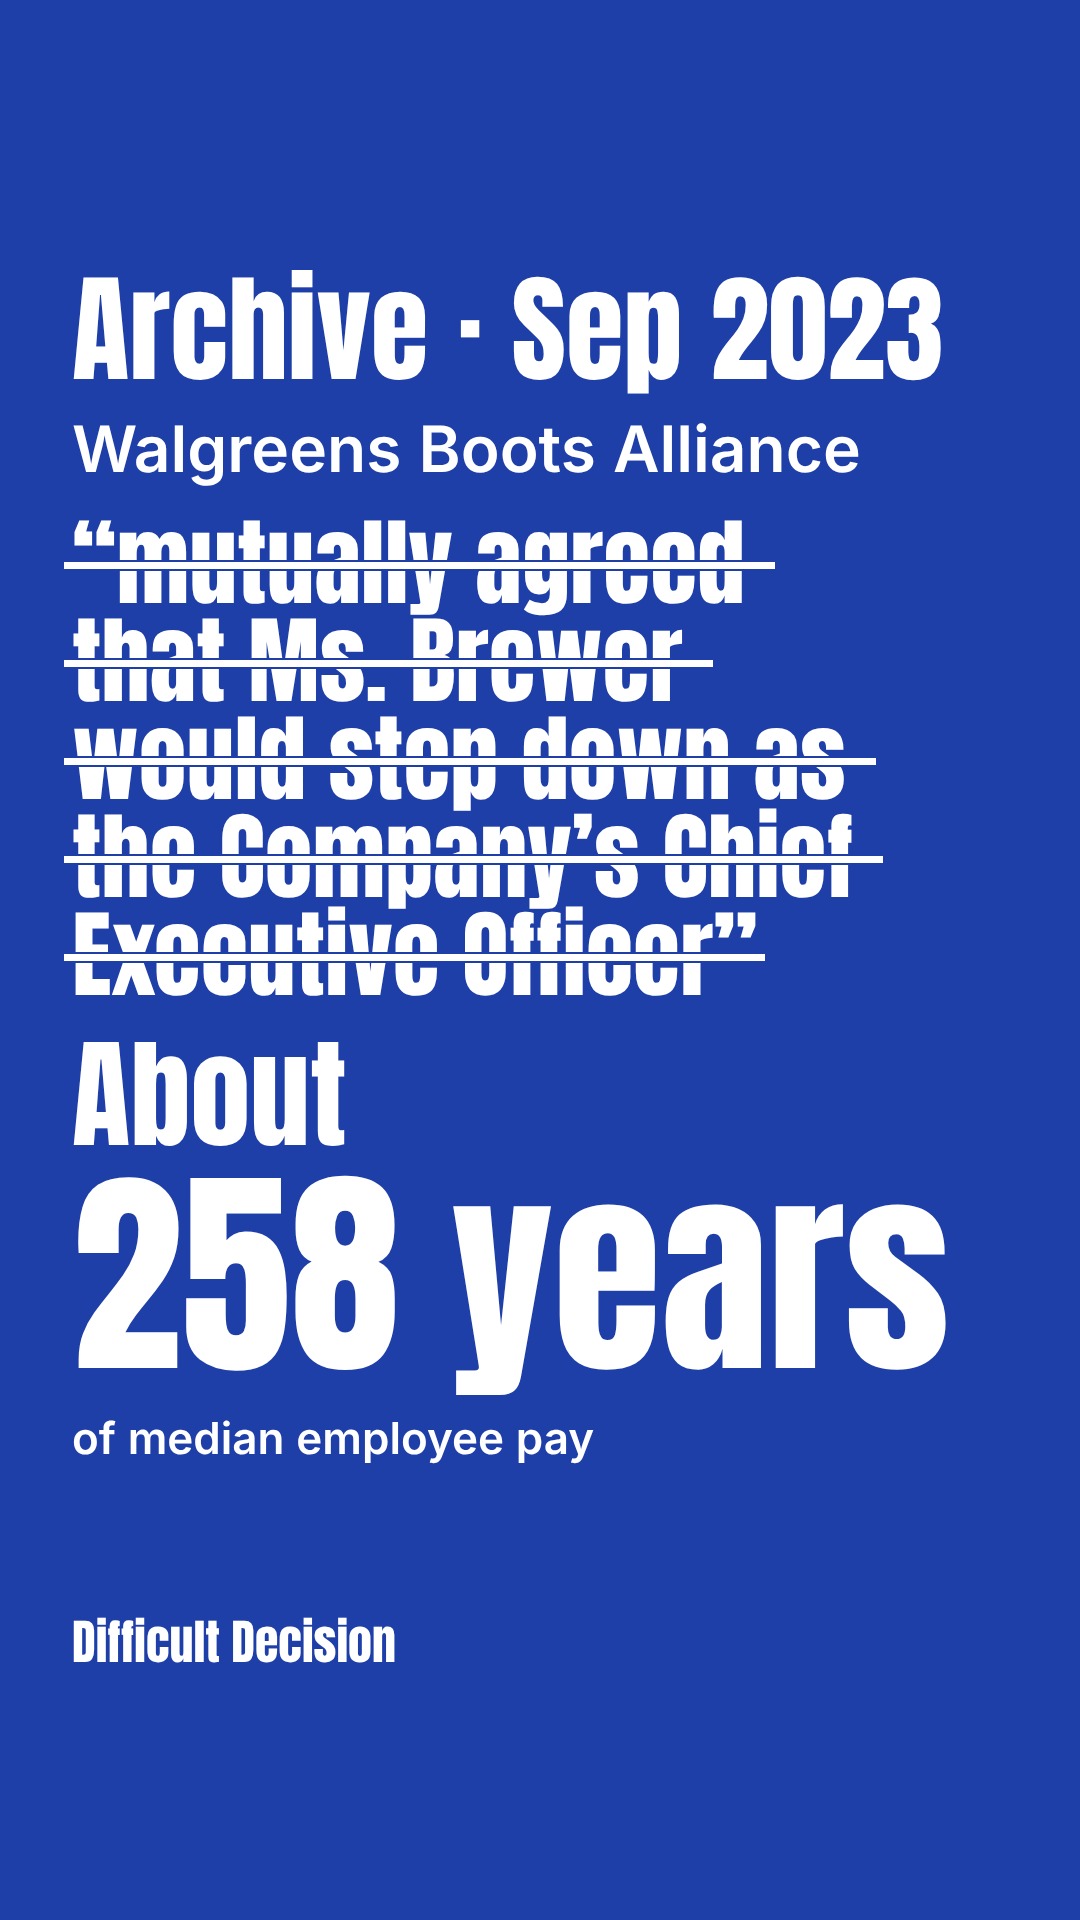 Archive · Sep 2023
Walgreens Boots Alliance
“mutually agreed
that Ms. Brewer
would step down as
the Company’s Chief
Executive Officer”
About
258 years
of median employee pay
Difficult Decision